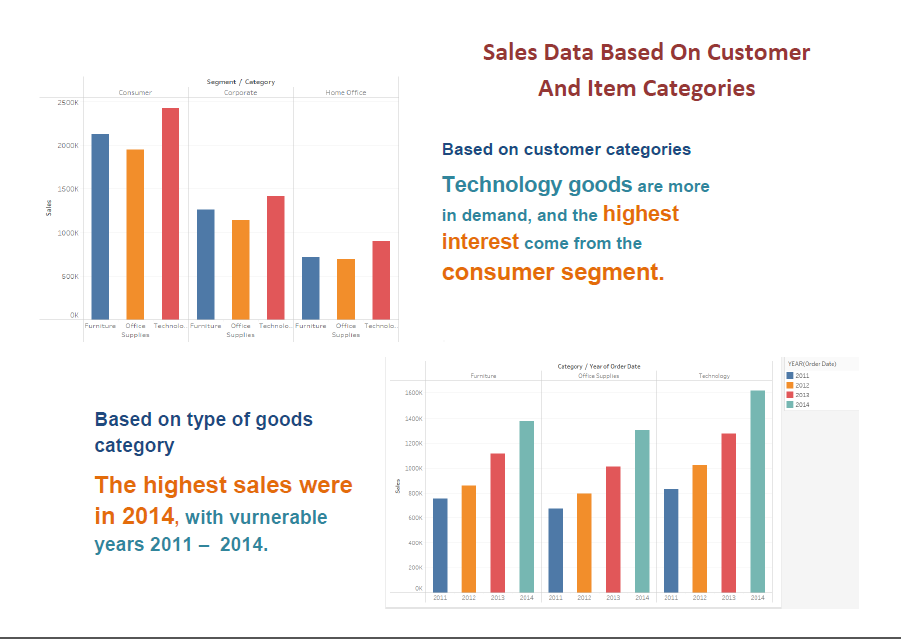 Sales Data Based On Customer
And Item Categories
Segment / Category
Consumer Corporate Home Office
2500K
2000K
1500K
1000K
500K
0K
Sales
Furniture Office Supplies Technolo.. Furniture Office Supplies Technolo.. Furniture Office Supplies Technolo..
Based on customer categories
Technology goods are more
in demand, and the highest
interest come from the
consumer segment.
Based on type of goods
category
The highest sales were
in 2014, with vurnerable
years 2011 – 2014.
Category / Year of Order Date
Furniture Office Supplies Technology
1600K
1400K
1200K
1000K
800K
600K
400K
200K
0K
Sales
2011 2012 2013 2014 2011 2012 2013 2014 2011 2012 2013 2014
YEAR(Order Date)
2011
2012
2013
2014